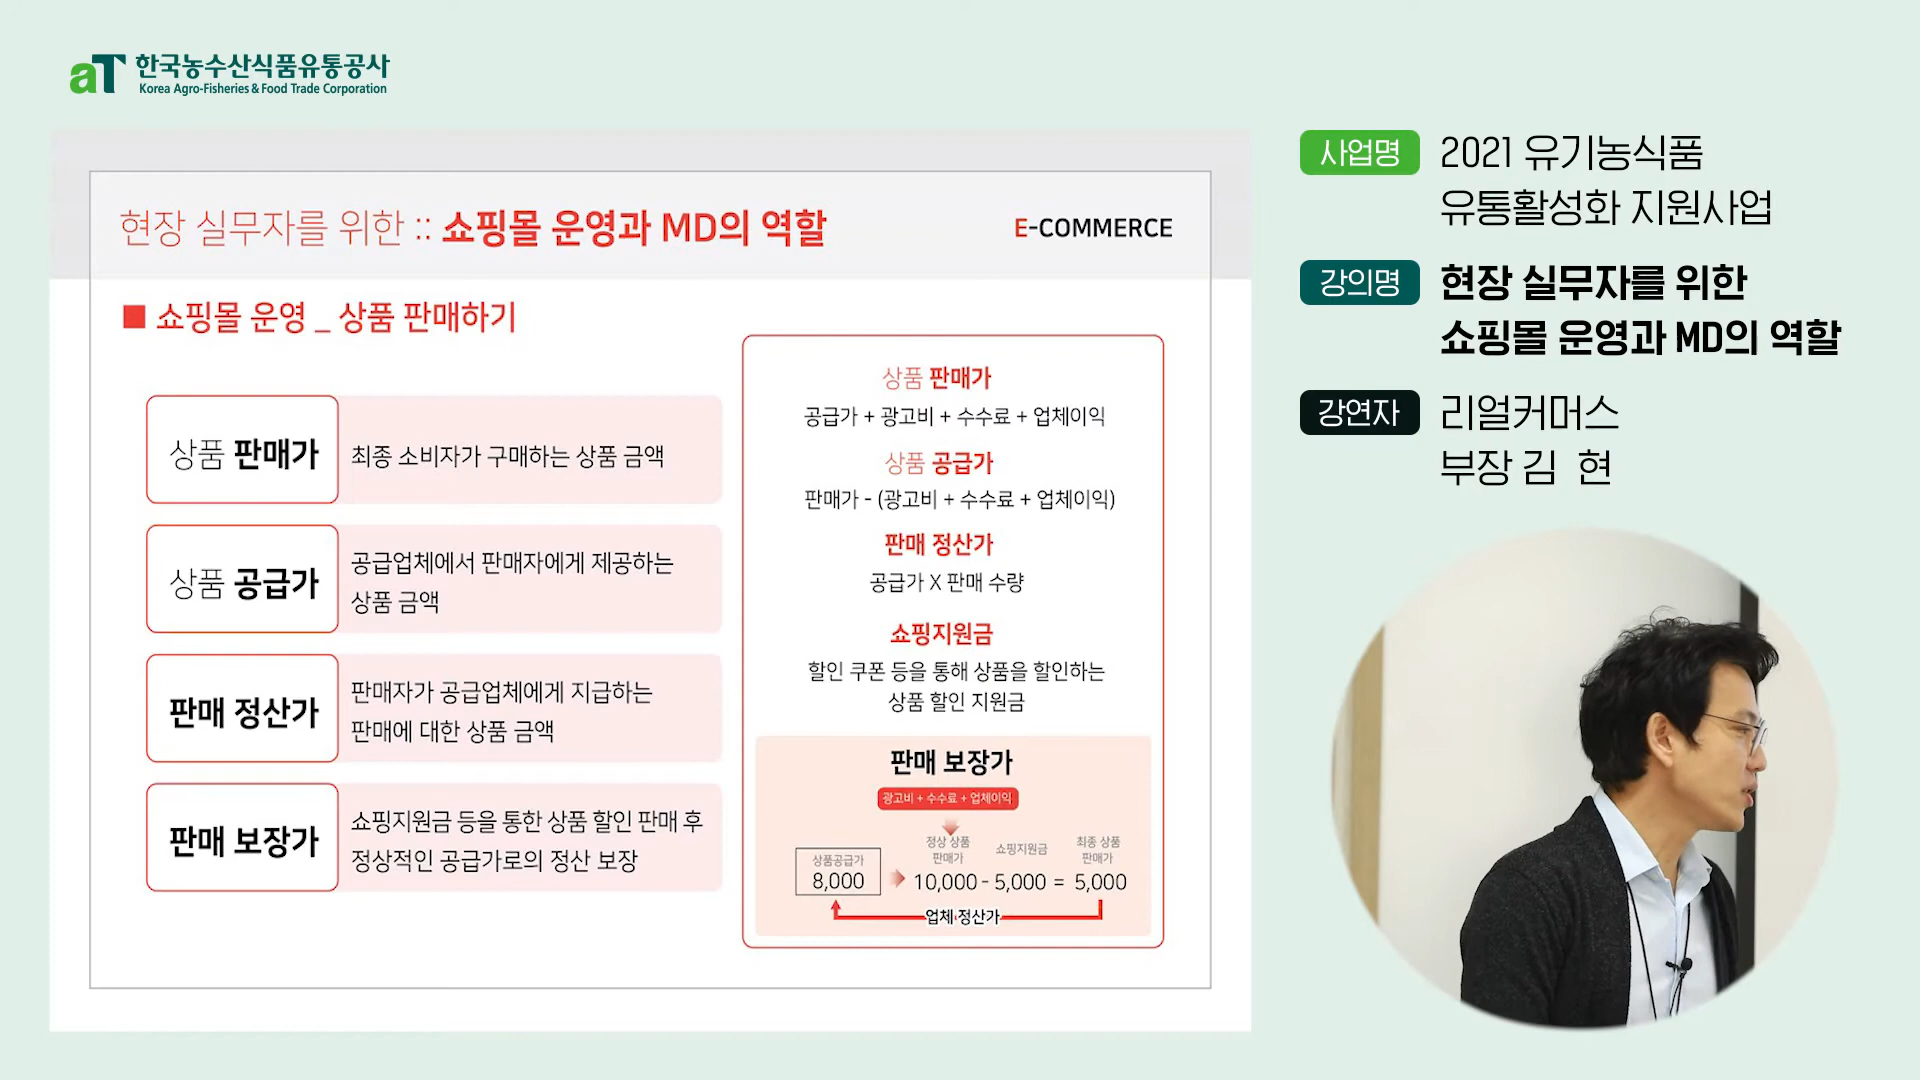 aT 한국농수산식품유통공사
Korea Agro-Fisheries & Food Trade Corporation
현장 실무자를 위한 :: 쇼핑몰 운영과 MD의 역할
E-COMMERCE
■ 쇼핑몰 운영 _ 상품 판매하기
상품 판매가
최종 소비자가 구매하는 상품 금액
상품 공급가
공급업체에서 판매자에게 제공하는
상품 금액
판매 정산가
판매자가 공급업체에게 지급하는
판매에 대한 상품 금액
판매 보장가
쇼핑지원금 등을 통한 상품 할인 판매 후
정상적인 공급가로의 정산 보장
상품 판매가
공급가 + 광고비 + 수수료 + 업체이익
상품 공급가
판매가 - (광고비 + 수수료 + 업체이익)
판매 정산가
공급가 X 판매 수량
쇼핑지원금
할인 쿠폰 등을 통해 상품을 할인하는
상품 할인 지원금
판매 보장가
광고비 + 수수료 + 업체이익
정상 상품
판매가
쇼핑지원금
최종 상품
판매가
상품공급가
8,000
10,000 - 5,000 = 5,000
업체 정산가
사업명
2021 유기농식품
유통활성화 지원사업
강의명
현장 실무자를 위한
쇼핑몰 운영과 MD의 역할
강연자
리얼커머스
부장 김 현